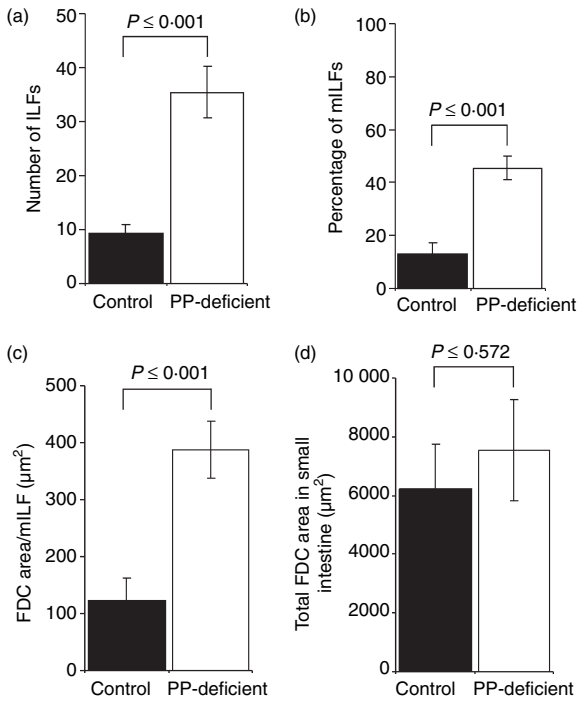 (a)
P ≤ 0·001
Number of ILFs
50
40
30
20
10
0
Control PP-deficient
(b)
P ≤ 0·001
Percentage of mILFs
100
80
60
40
20
0
Control PP-deficient
(c)
P ≤ 0·001
FDC area/mILF (µm²)
500
400
300
200
100
0
Control PP-deficient
(d)
P ≤ 0·572
Total FDC area in small
intestine (µm²)
10 000
8000
6000
4000
2000
0
Control PP-deficient